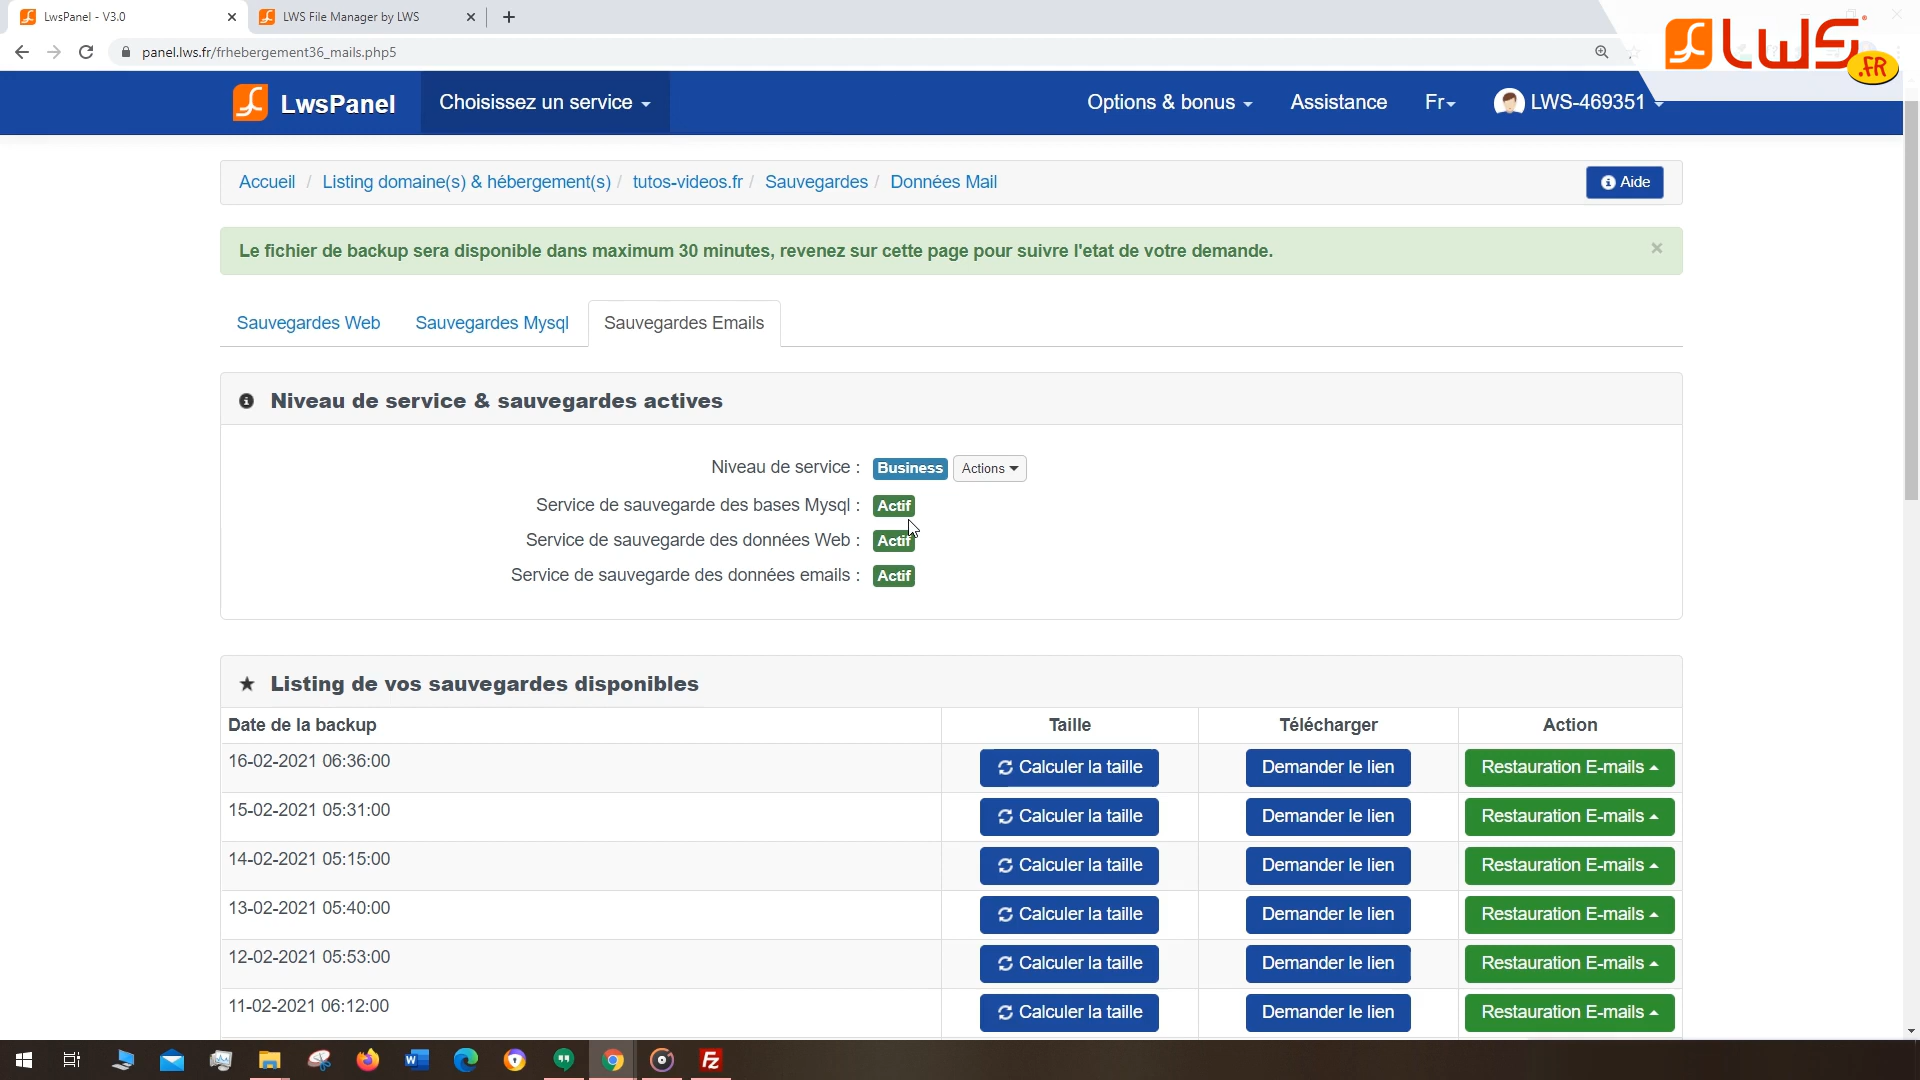 LwsPanel - V3.0
LWS File Manager by LWS
panel.lws.fr/frhebergement36_mails.php5
LWS
.FR
LwsPanel
Choisissez un service
Options & bonus
Assistance
Fr
LWS-469351
Accueil / Listing domaine(s) & hébergement(s) / tutos-videos.fr / Sauvegardes / Données Mail
Aide
Le fichier de backup sera disponible dans maximum 30 minutes, revenez sur cette page pour suivre l'etat de votre demande.
Sauvegardes Web
Sauvegardes Mysql
Sauvegardes Emails
Niveau de service & sauvegardes actives
Niveau de service : Business Actions
Service de sauvegarde des bases Mysql : Actif
Service de sauvegarde des données Web : Actif
Service de sauvegarde des données emails : Actif
Listing de vos sauvegardes disponibles
Date de la backup Taille Télécharger Action
16-02-2021 06:36:00 Calculer la taille Demander le lien Restauration E-mails
15-02-2021 05:31:00 Calculer la taille Demander le lien Restauration E-mails
14-02-2021 05:15:00 Calculer la taille Demander le lien Restauration E-mails
13-02-2021 05:40:00 Calculer la taille Demander le lien Restauration E-mails
12-02-2021 05:53:00 Calculer la taille Demander le lien Restauration E-mails
11-02-2021 06:12:00 Calculer la taille Demander le lien Restauration E-mails